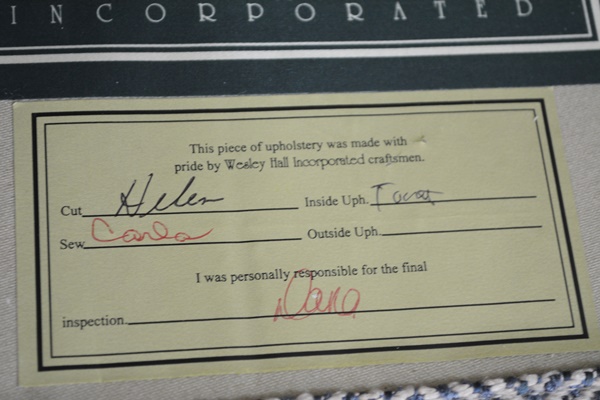 INCORPORATED
This piece of upholstery was made with
pride by Wesley Hall Incorporated craftsmen.
Cut Helen Inside Uph.
Sew Carla Outside Uph.
I was personally responsible for the final
inspection. Dana